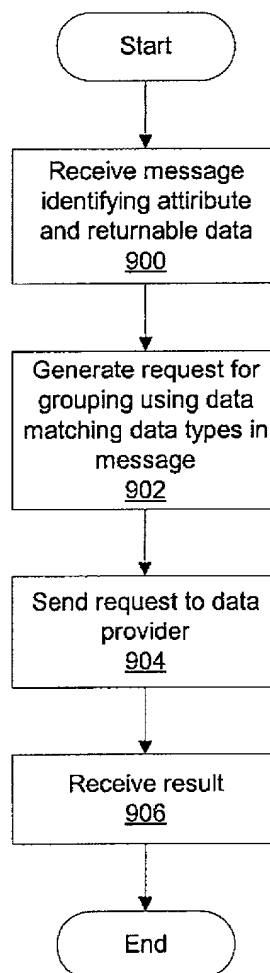 Start
Receive message
identifying attiribute
and returnable data
900
Generate request for
grouping using data
matching data types in
message
902
Send request to data
provider
904
Receive result
906
End